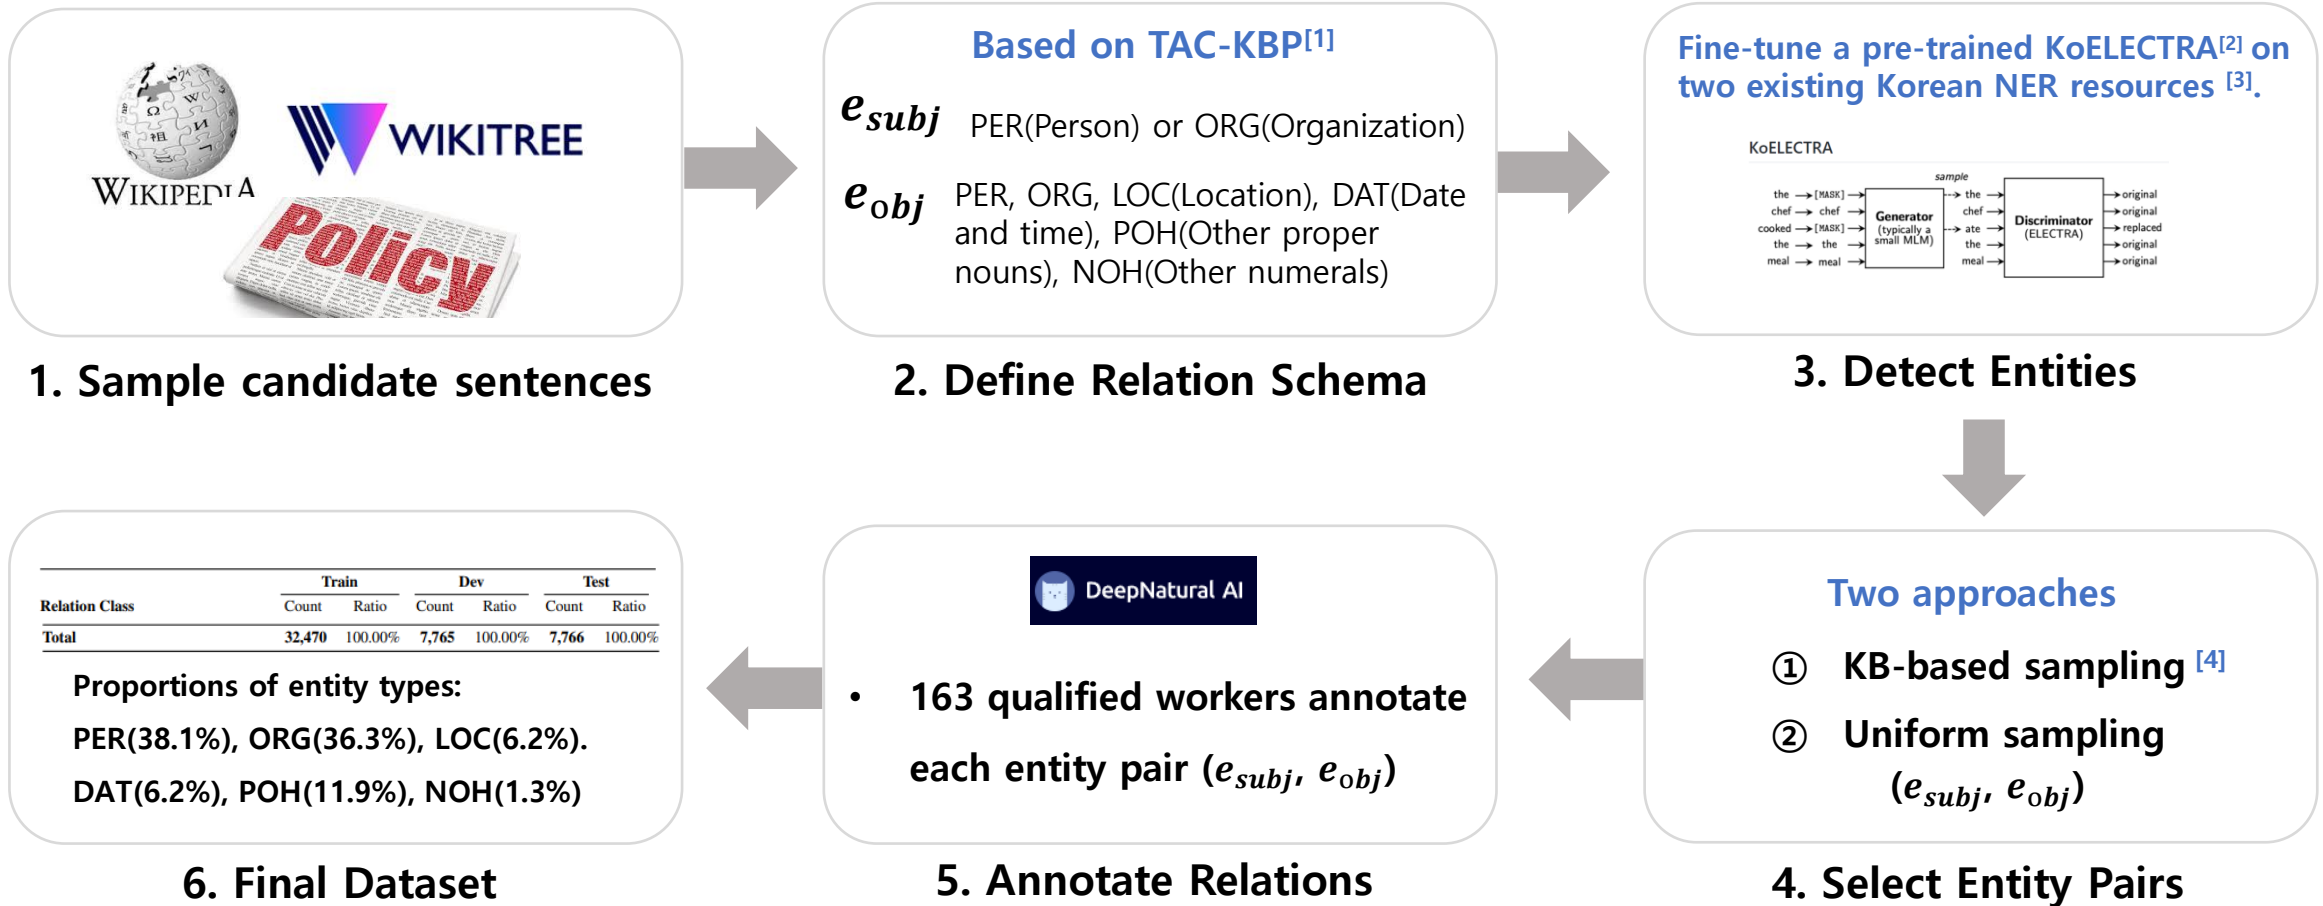 WIKIPEDIA
WIKITREE
Policy
1. Sample candidate sentences
Based on TAC-KBP[1]
e_subj PER(Person) or ORG(Organization)
e_obj PER, ORG, LOC(Location), DAT(Date
and time), POH(Other proper
nouns), NOH(Other numerals)
2. Define Relation Schema
Fine-tune a pre-trained KoELECTRA[2] on
two existing Korean NER resources [3].
KoELECTRA
sample
the [MASK] the original
chef chef chef original
cooked [MASK] ate replaced
the the the original
meal meal meal original
Generator
(typically a
small MLM)
Discriminator
(ELECTRA)
3. Detect Entities
Two approaches
① KB-based sampling [4]
② Uniform sampling
(e_subj, e_obj)
4. Select Entity Pairs
DeepNatural AI
• 163 qualified workers annotate
each entity pair (e_subj, e_obj)
5. Annotate Relations
Train Dev Test
Relation Class Count Ratio Count Ratio Count Ratio
Total 32,470 100.00% 7,765 100.00% 7,766 100.00%
Proportions of entity types:
PER(38.1%), ORG(36.3%), LOC(6.2%).
DAT(6.2%), POH(11.9%), NOH(1.3%)
6. Final Dataset